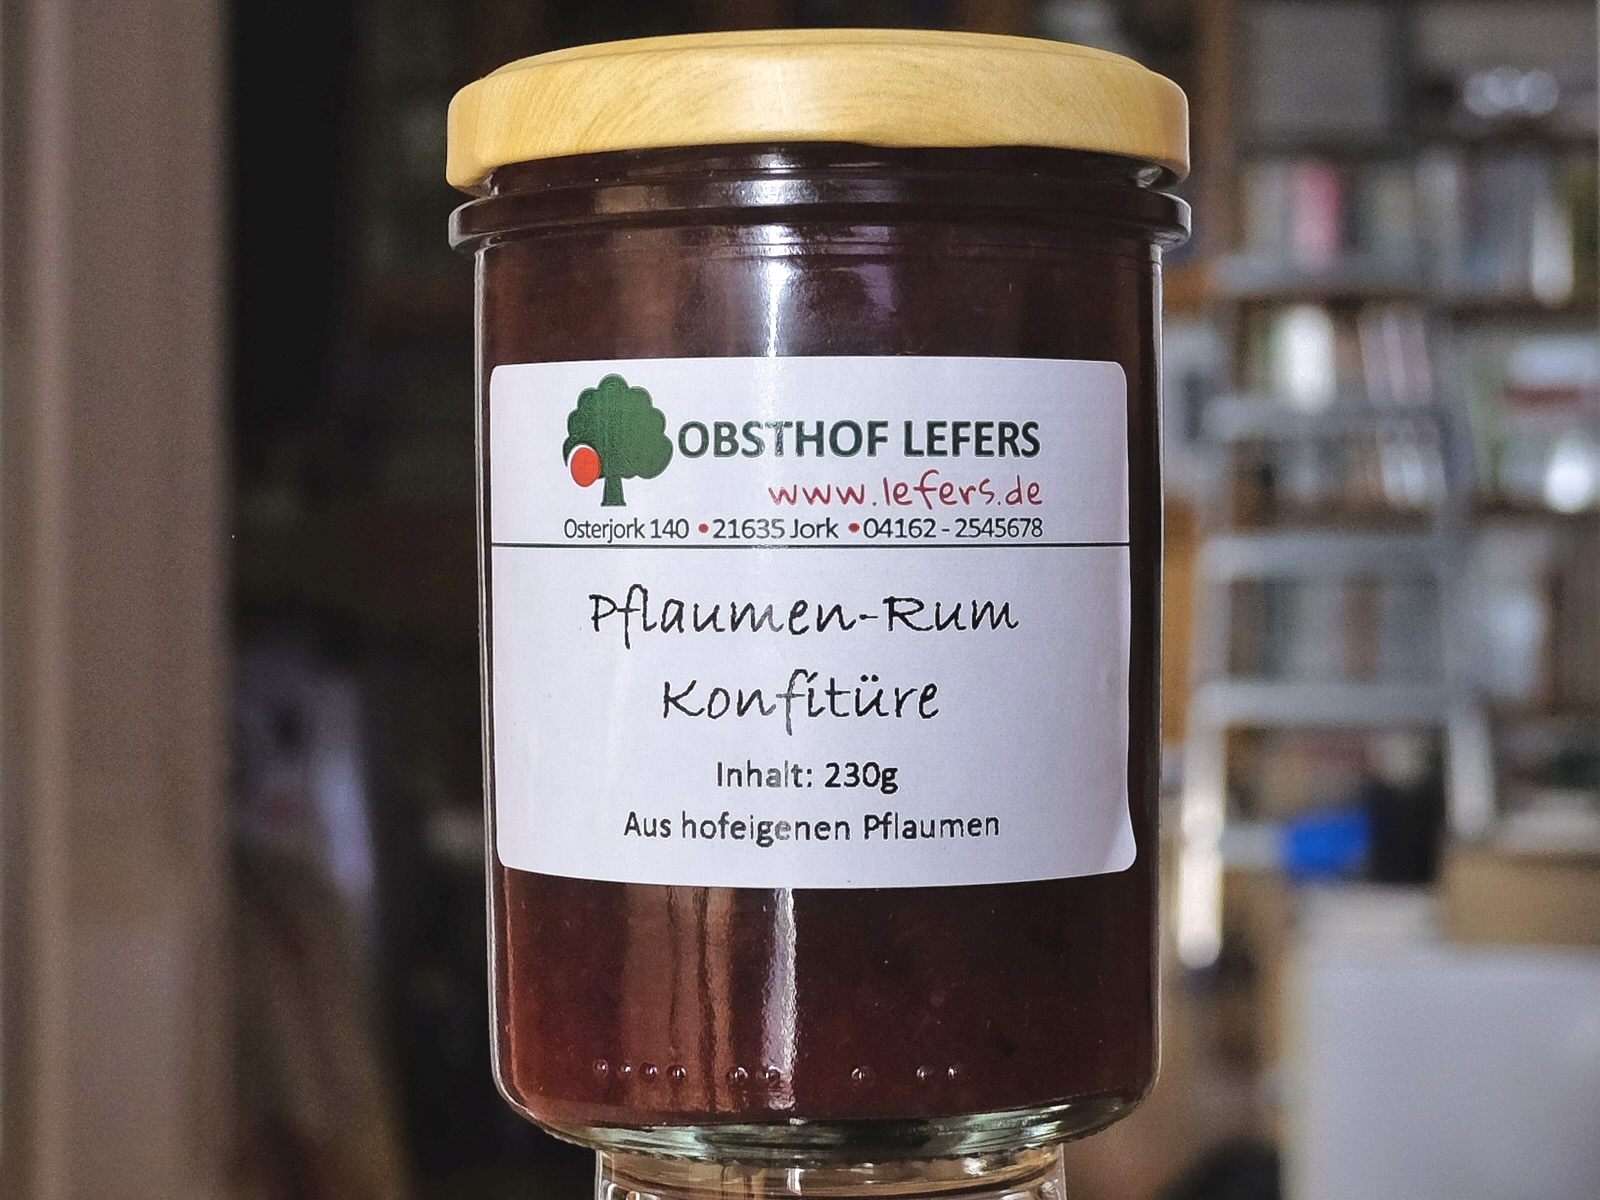 OBSTHOF LEFERS
www.lefers.de
Osterjork 140 • 21635 Jork • 04162 - 2545678
Pflaumen-Rum
Konfitüre
Inhalt: 230g
Aus hofeigenen Pflaumen